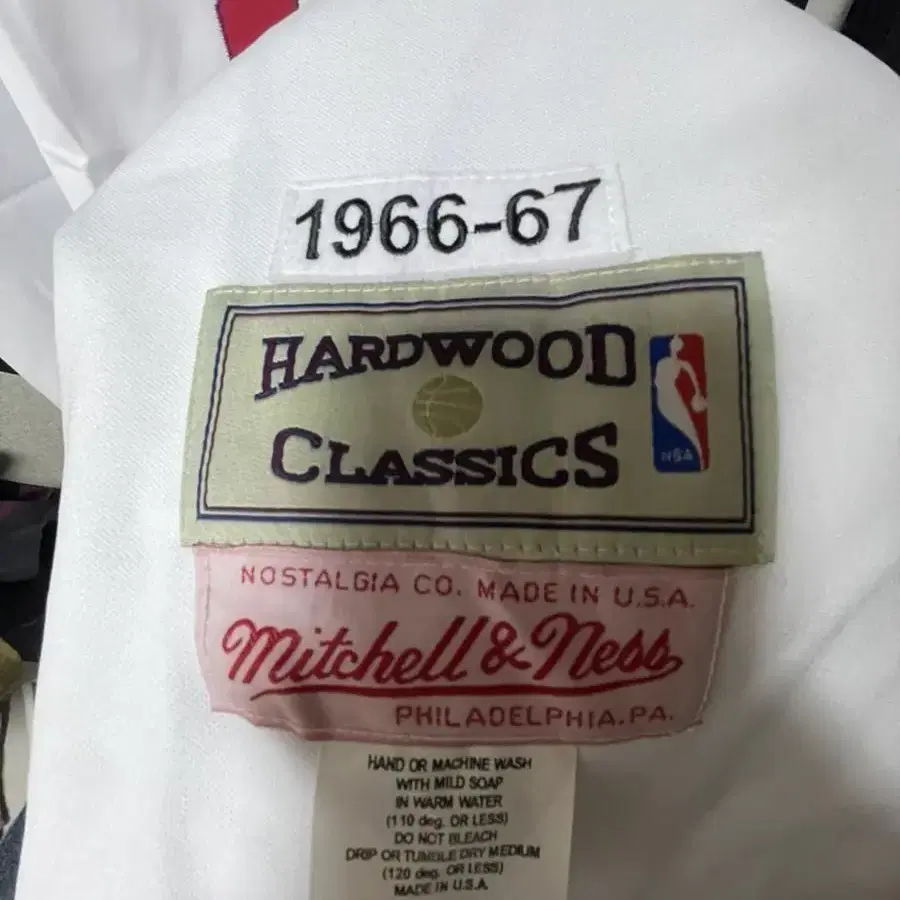 1966-67
HARDWOOD
CLASSICS
NBA
NOSTALGIA CO. MADE IN U.S.A.
Mitchell & Ness
PHILADELPHIA.PA.
HAND OR MACHINE WASH
WITH MILD SOAP
IN WARM WATER
(110 deg. OR LESS)
DO NOT BLEACH
DRIP OR TUMBLE DRY MEDIUM
(120 deg. OR LESS)
MADE IN U.S.A.